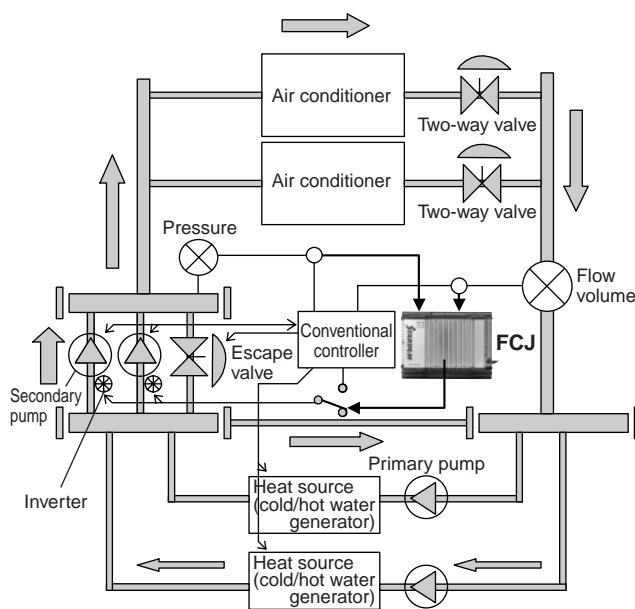 Air conditioner
Two-way valve
Air conditioner
Two-way valve
Pressure
Flow
volume
Conventional
controller
STARDOM
FCJ
Escape
valve
Secondary
pump
Inverter
Primary pump
Heat source
(cold/hot water
generator)
Heat source
(cold/hot water
generator)